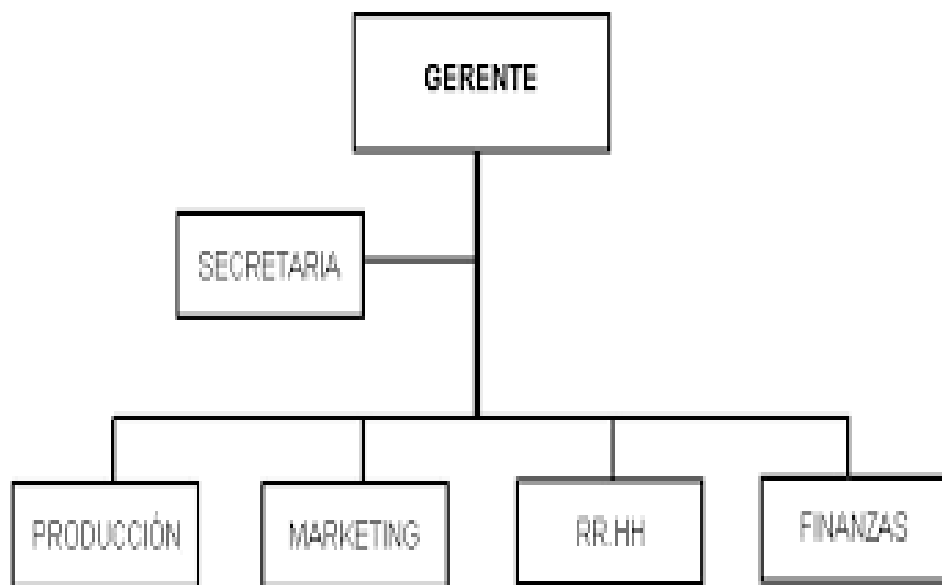 GERENTE
SECRETARIA
PRODUCCIÓN
MARKETING
RR.HH
FINANZAS